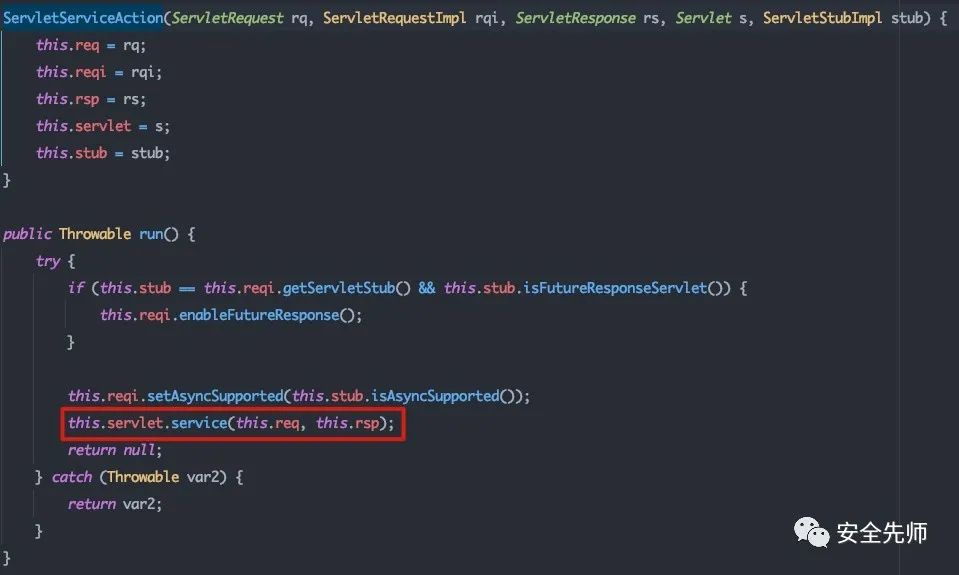 ServletServiceAction(ServletRequest rq, ServletRequestImpl rqi, ServletResponse rs, Servlet s, ServletStubImpl stub) {
    this.req = rq;
    this.reqi = rqi;
    this.rsp = rs;
    this.servlet = s;
    this.stub = stub;
}

public Throwable run() {
    try {
        if (this.stub == this.reqi.getServletStub() && this.stub.isFutureResponseServlet()) {
            this.reqi.enableFutureResponse();
        }

        this.reqi.setAsyncSupported(this.stub.isAsyncSupported());
        this.servlet.service(this.req, this.rsp);
        return null;
    } catch (Throwable var2) {
        return var2;
    }
}
安全先师